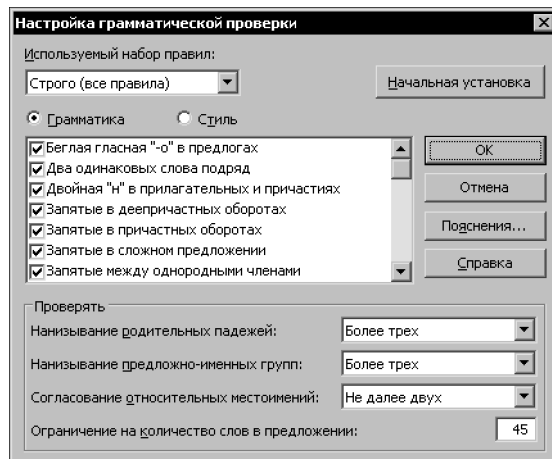 Настройка грамматической проверки
Используемый набор правил:
Строго (все правила)
Начальная установка
Грамматика
Стиль
Беглая гласная "-о" в предлогах
Два одинаковых слова подряд
Двойная "н" в прилагательных и причастиях
Запятые в деепричастных оборотах
Запятые в причастных оборотах
Запятые в сложном предложении
Запятые между однородными членами
OK
Отмена
Пояснения...
Справка
Проверять
Нанизывание родительных падежей:
Более трех
Нанизывание предложно-именных групп:
Более трех
Согласование относительных местоимений:
Не далее двух
Ограничение на количество слов в предложении:
45